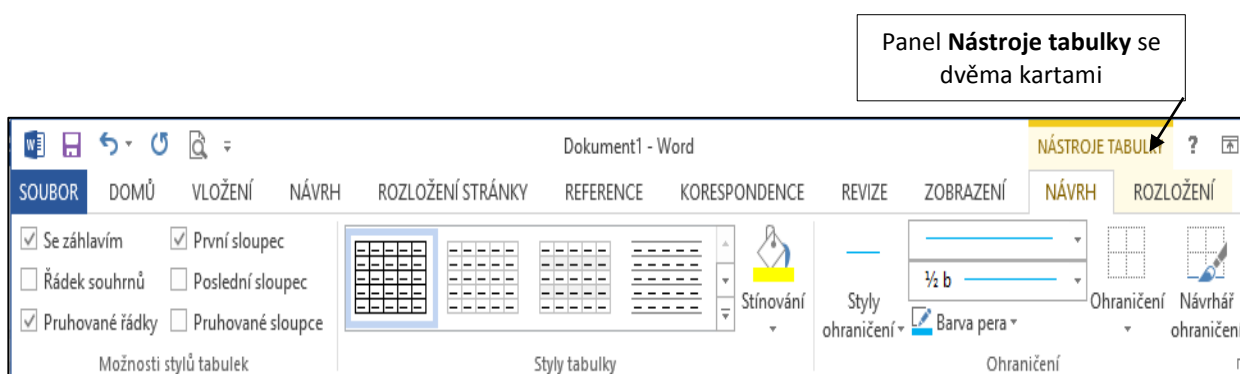 Panel Nástroje tabulky se
dvěma kartami
Dokument1 - Word
NÁSTROJE TABULKY
?
SOUBOR DOMŮ VLOŽENÍ NÁVRH ROZLOŽENÍ STRÁNKY REFERENCE KORESPONDENCE REVIZE ZOBRAZENÍ NÁVRH ROZLOŽENÍ
Se záhlavím První sloupec
Řádek souhrnů Poslední sloupec
Pruhované řádky Pruhované sloupce
Možnosti stylů tabulek
Stínování
Styly tabulky
Styly
ohraničení
½ b
Barva pera
Ohraničení
Návrhář
ohraničení
Ohraničení